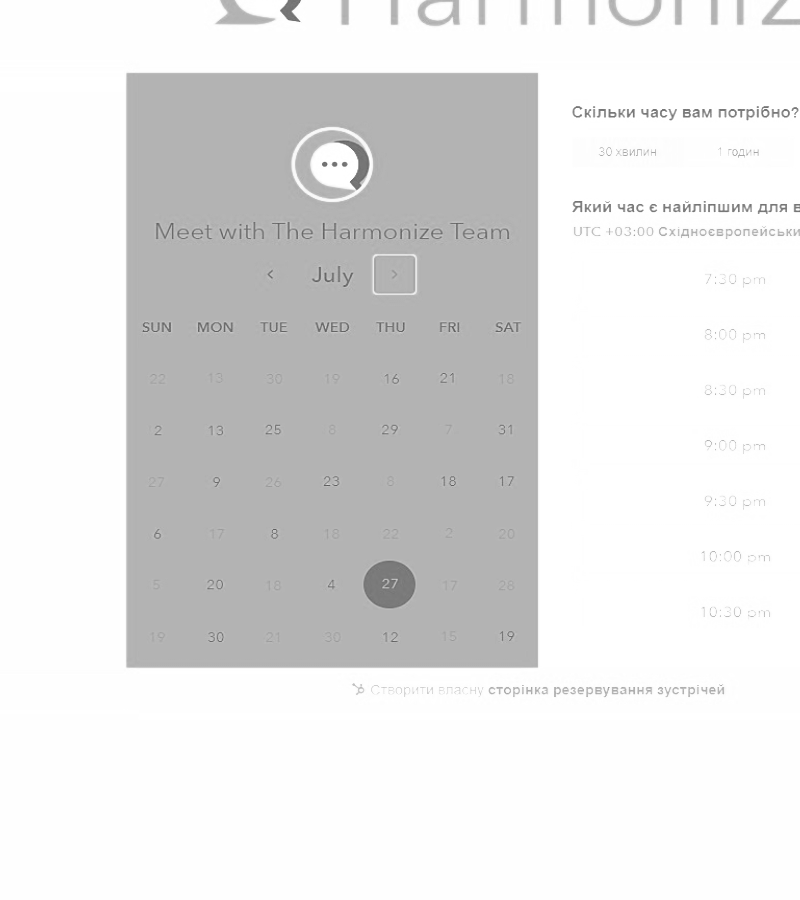 Harmoniz
Meet with The Harmonize Team
July
SUN MON TUE WED THU FRI SAT
22 13 30 19 16 21 18
2 13 25 8 29 7 31
27 9 26 23 8 18 17
6 17 8 18 22 2 20
5 20 18 4 27 17 28
19 30 21 30 12 15 19
Скільки часу вам потрібно?
30 хвилин 1 годин
Який час є найліпшим для в
UTC +03:00 Східноєвропейськи
7:30 pm
8:00 pm
8:30 pm
9:00 pm
9:30 pm
10:00 pm
10:30 pm
Створити власну сторінка резервування зустрічей